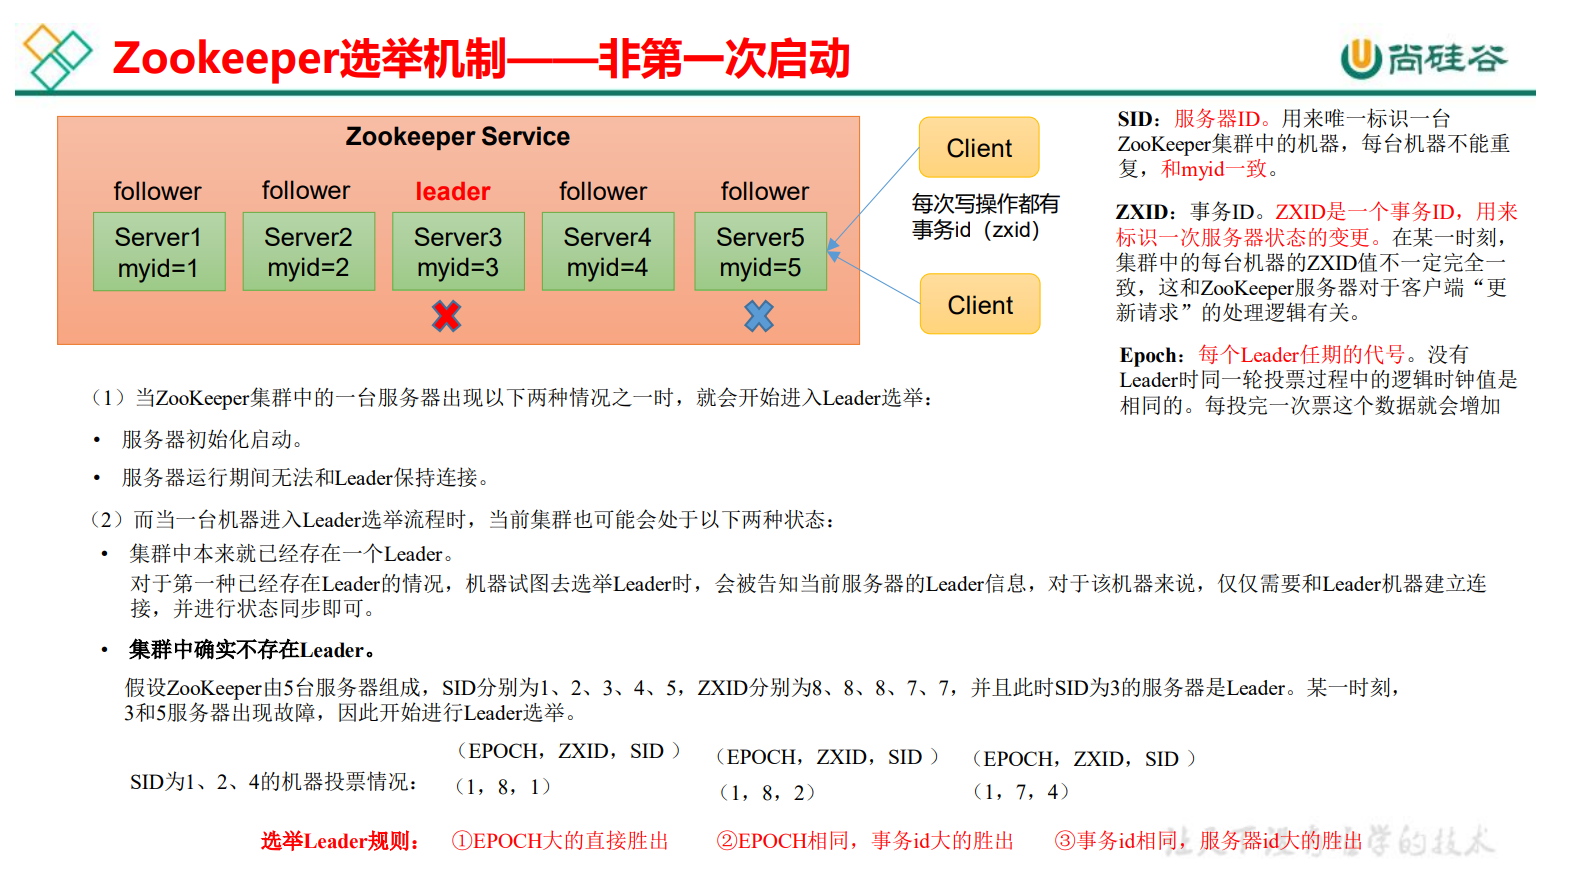 Zookeeper选举机制——非第一次启动
尚硅谷
Zookeeper Service
follower
follower
leader
follower
follower
Server1
myid=1
Server2
myid=2
Server3
myid=3
Server4
myid=4
Server5
myid=5
Client
每次写操作都有
事务id（zxid）
Client
SID：服务器ID。用来唯一标识一台
ZooKeeper集群中的机器，每台机器不能重
复，和myid一致。
ZXID：事务ID。ZXID是一个事务ID，用来
标识一次服务器状态的变更。在某一时刻，
集群中的每台机器的ZXID值不一定完全一
致，这和ZooKeeper服务器对于客户端“更
新请求”的处理逻辑有关。
Epoch：每个Leader任期的代号。没有
Leader时同一轮投票过程中的逻辑时钟值是
相同的。每投完一次票这个数据就会增加
（1）当ZooKeeper集群中的一台服务器出现以下两种情况之一时，就会开始进入Leader选举：
• 服务器初始化启动。
• 服务器运行期间无法和Leader保持连接。
（2）而当一台机器进入Leader选举流程时，当前集群也可能会处于以下两种状态：
• 集群中本来就已经存在一个Leader。
对于第一种已经存在Leader的情况，机器试图去选举Leader时，会被告知当前服务器的Leader信息，对于该机器来说，仅仅需要和Leader机器建立连
接，并进行状态同步即可。
• 集群中确实不存在Leader。
假设ZooKeeper由5台服务器组成，SID分别为1、2、3、4、5，ZXID分别为8、8、8、7、7，并且此时SID为3的服务器是Leader。某一时刻，
3和5服务器出现故障，因此开始进行Leader选举。
（EPOCH，ZXID，SID ）
（EPOCH，ZXID，SID ）
（EPOCH，ZXID，SID ）
SID为1、2、4的机器投票情况：
（1，8，1）
（1，8，2）
（1，7，4）
选举Leader规则：
①EPOCH大的直接胜出
②EPOCH相同，事务id大的胜出
③事务id相同，服务器id大的胜出
让天下没有难学的技术